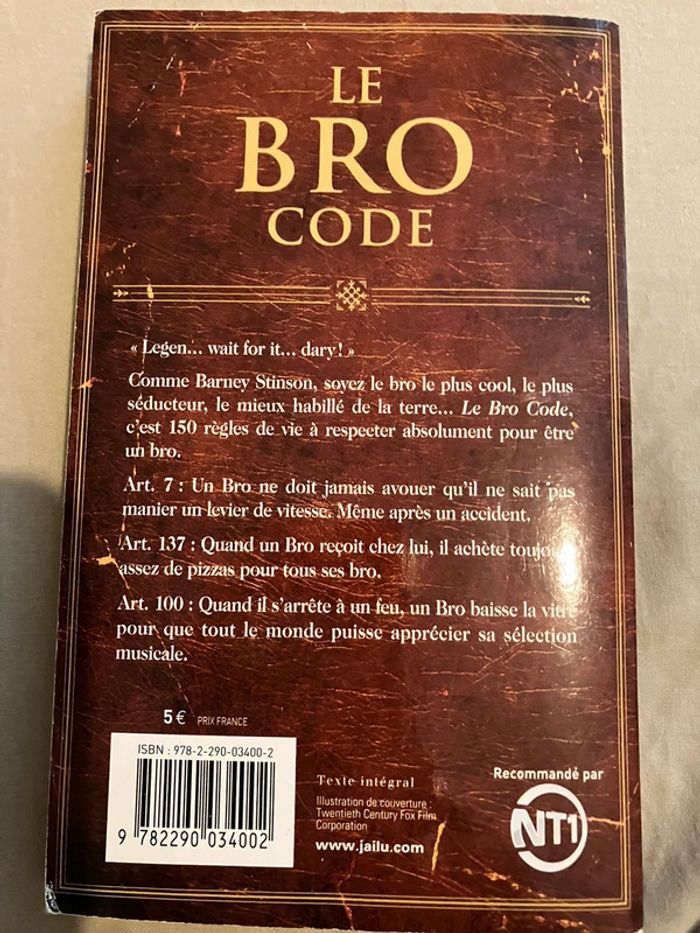 LE
BRO
CODE
« Legen... wait for it... dary! »
Comme Barney Stinson, soyez le bro le plus cool, le plus
séducteur, le mieux habillé de la terre... Le Bro Code,
c'est 150 règles de vie à respecter absolument pour être
un bro.
Art. 7 : Un Bro ne doit jamais avouer qu'il ne sait pas
manier un levier de vitesse. Même après un accident.
Art. 137 : Quand un Bro reçoit chez lui, il achète toujours
assez de pizzas pour tous ses bro.
Art. 100 : Quand il s'arrête à un feu, un Bro baisse la vitre
pour que tout le monde puisse apprécier sa sélection
musicale.
5 € PRIX FRANCE
ISBN : 978-2-290-03400-2
9 782290 034002
Texte intégral
Illustration de couverture :
Twentieth Century Fox Film
Corporation
www.jailu.com
Recommandé par
NT1